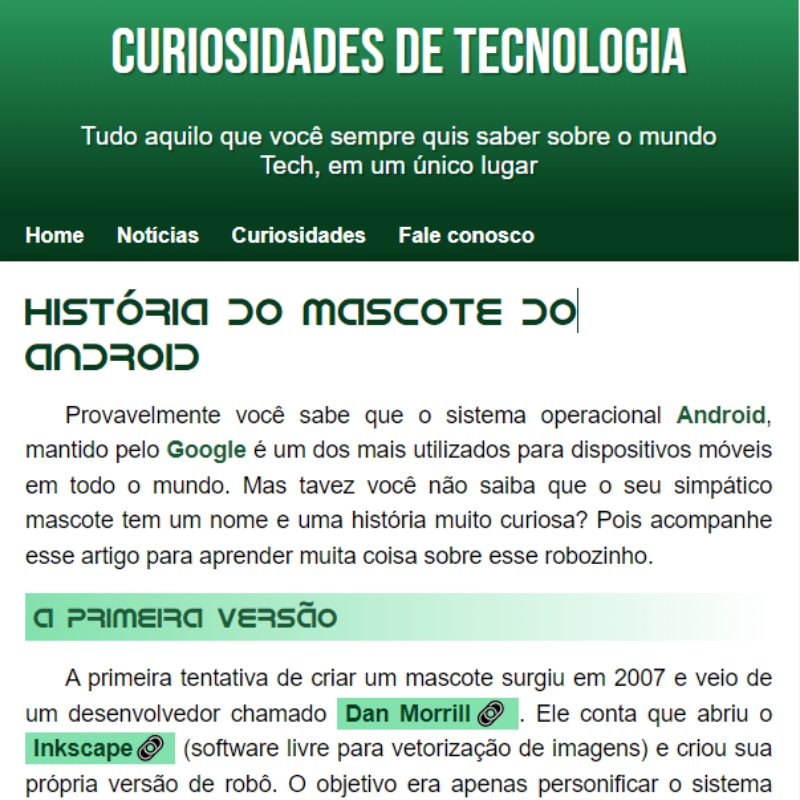 CURIOSIDADES DE TECNOLOGIA
Tudo aquilo que você sempre quis saber sobre o mundo
Tech, em um único lugar
Home Notícias Curiosidades Fale conosco
HISTÓRIA DO MASCOTE DO
ANDROID
Provavelmente você sabe que o sistema operacional Android,
mantido pelo Google é um dos mais utilizados para dispositivos móveis
em todo o mundo. Mas tavez você não saiba que o seu simpático
mascote tem um nome e uma história muito curiosa? Pois acompanhe
esse artigo para aprender muita coisa sobre esse robozinho.
A PRIMEIRA VERSÃO
A primeira tentativa de criar um mascote surgiu em 2007 e veio de
um desenvolvedor chamado Dan Morrill. Ele conta que abriu o
Inkscape (software livre para vetorização de imagens) e criou sua
própria versão de robô. O objetivo era apenas personificar o sistema